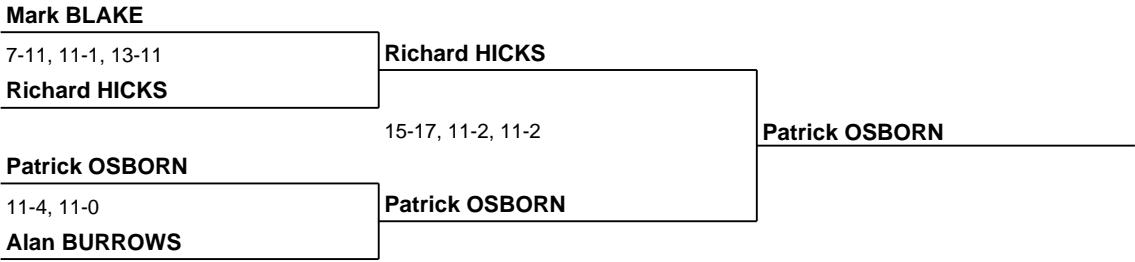 Mark BLAKE
7-11, 11-1, 13-11
Richard HICKS
Richard HICKS
15-17, 11-2, 11-2
Patrick OSBORN
Patrick OSBORN
11-4, 11-0
Patrick OSBORN
Alan BURROWS